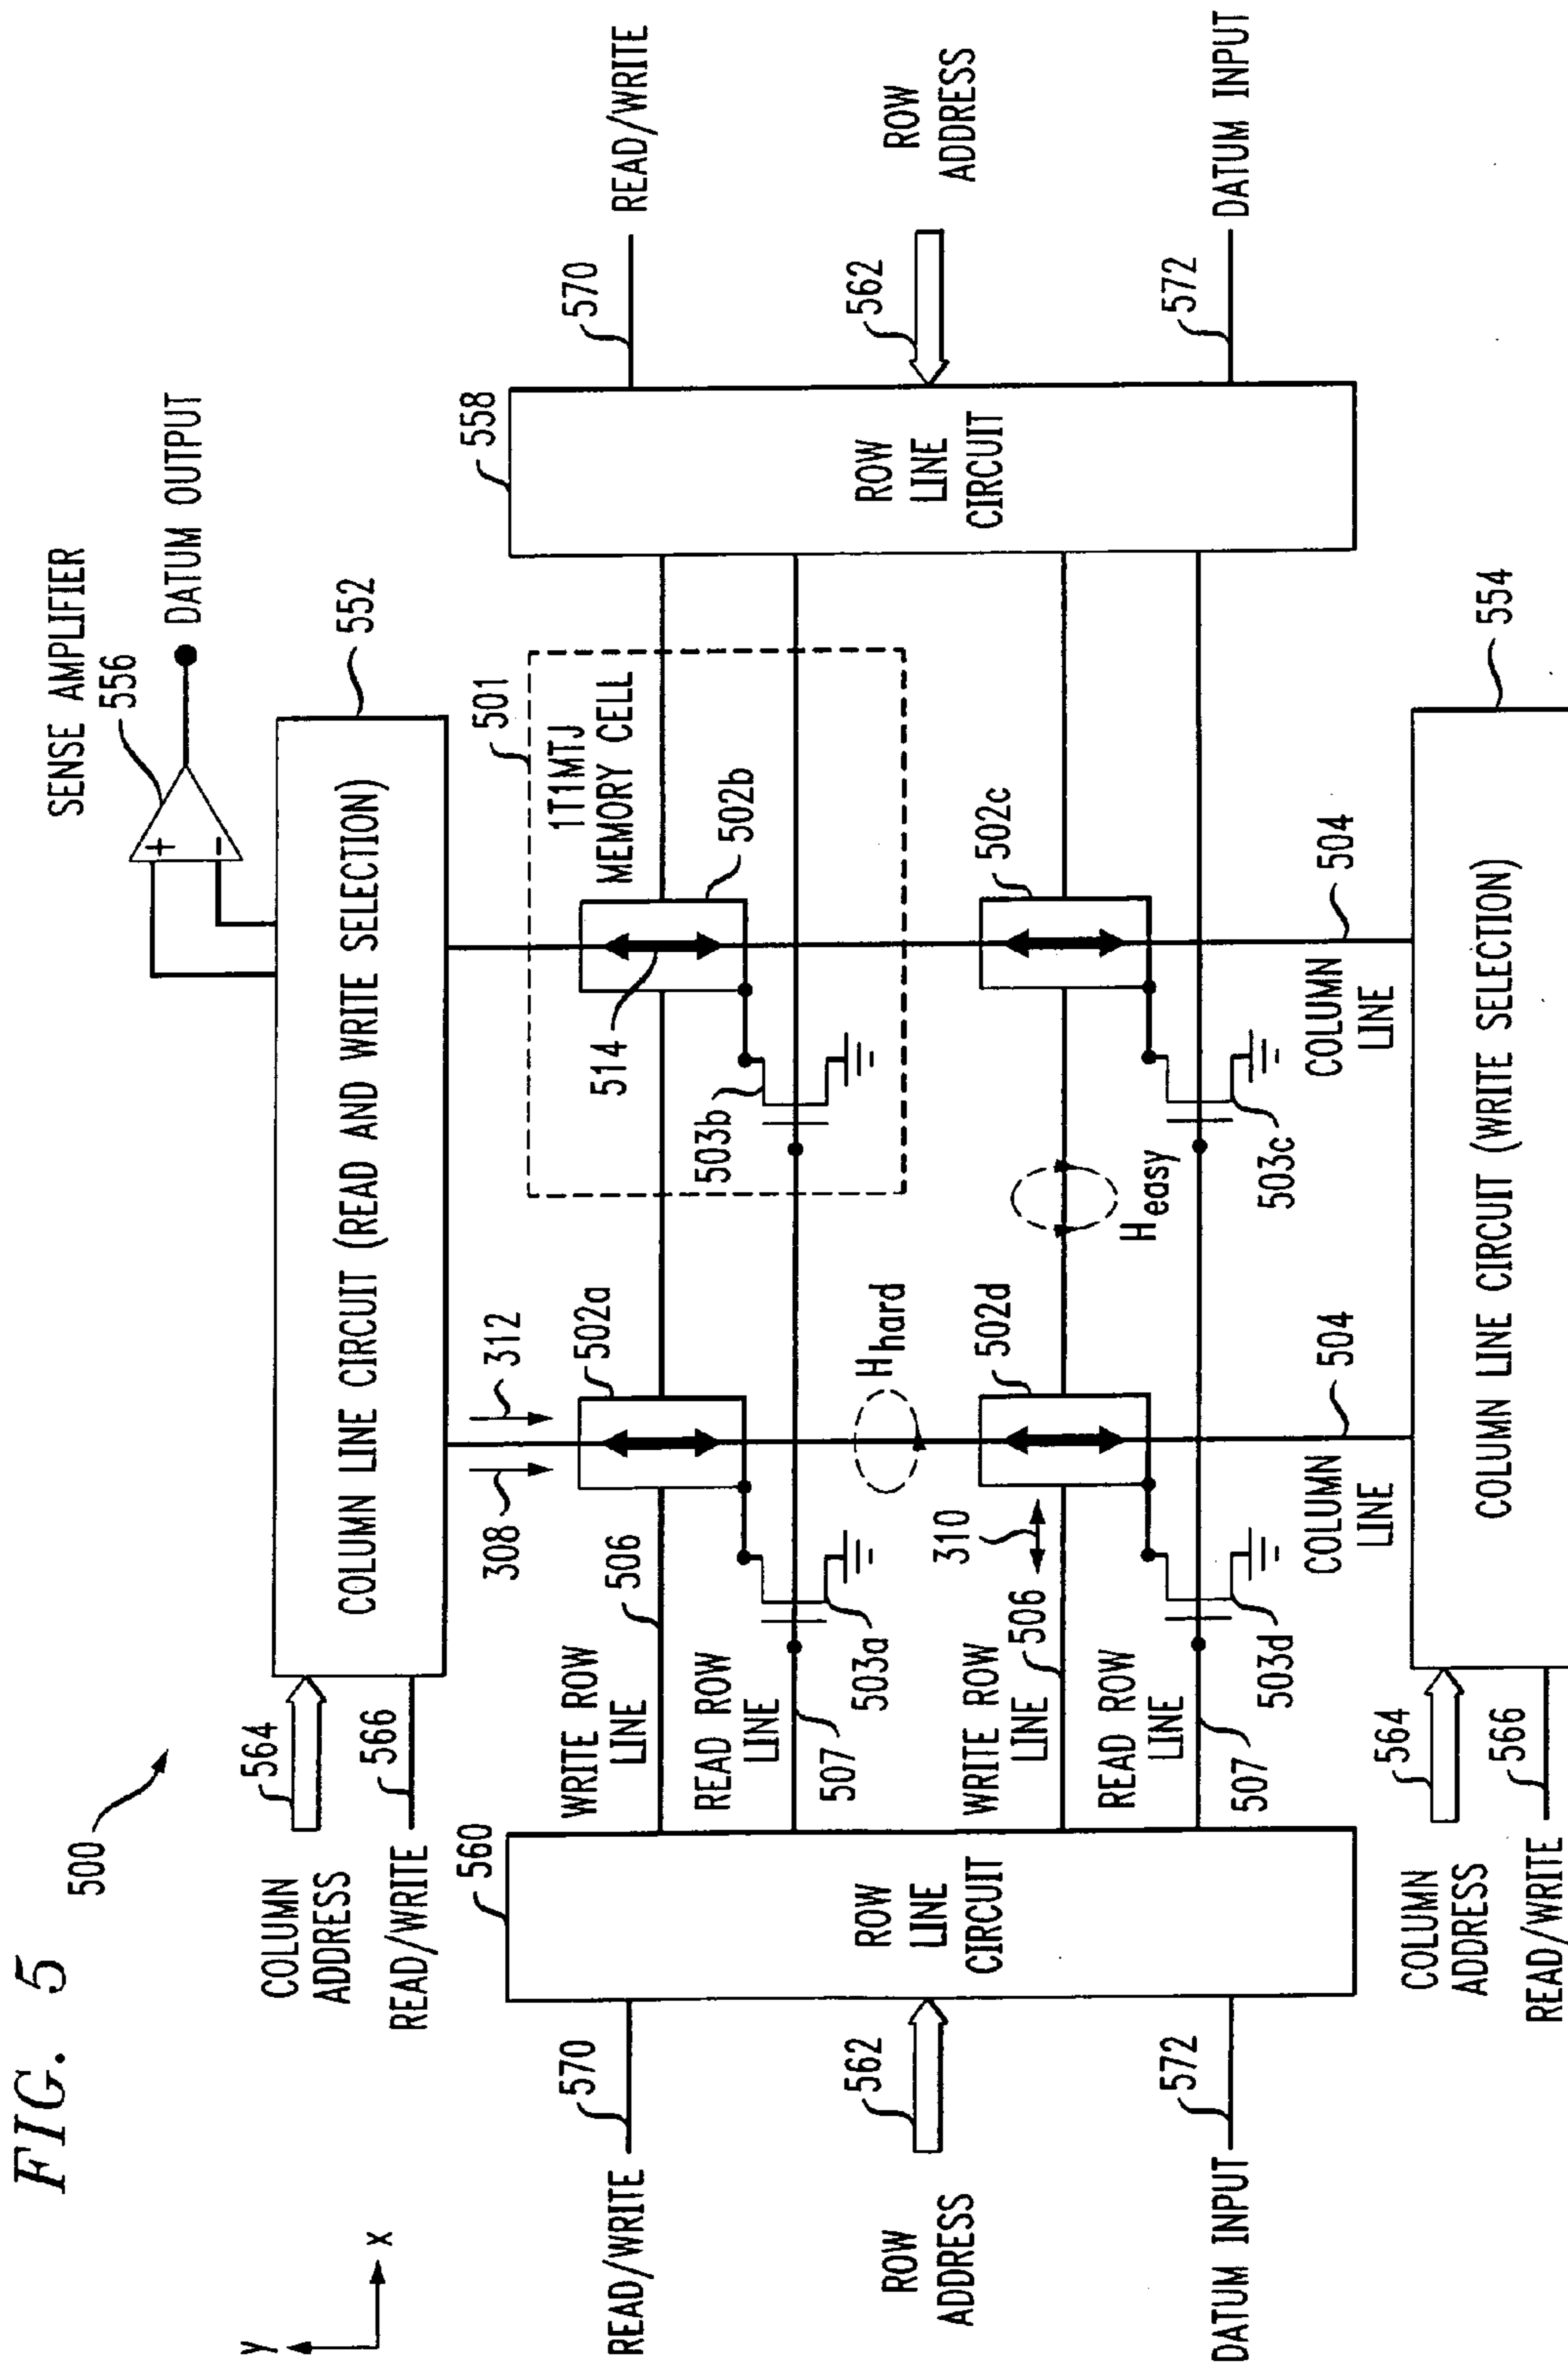 FIG. 5
500
y
x
SENSE AMPLIFIER
556
DATUM OUTPUT
+
−
552
COLUMN LINE CIRCUIT (READ AND WRITE SELECTION)
564
COLUMN
ADDRESS
566
READ/WRITE
308
312
501
1T1MTJ
MEMORY CELL
560
ROW
LINE
CIRCUIT
570
READ/WRITE
562
ROW
ADDRESS
572
DATUM INPUT
558
ROW
LINE
CIRCUIT
570
READ/WRITE
562
ROW
ADDRESS
572
DATUM INPUT
WRITE ROW
LINE
506
READ ROW
LINE
507
502a
503a
514
502b
503b
Hhard
Heasy
WRITE ROW
LINE
506
310
READ ROW
LINE
507
502d
503d
502c
503c
COLUMN
LINE
504
COLUMN
LINE
504
554
COLUMN LINE CIRCUIT (WRITE SELECTION)
564
COLUMN
ADDRESS
566
READ/WRITE